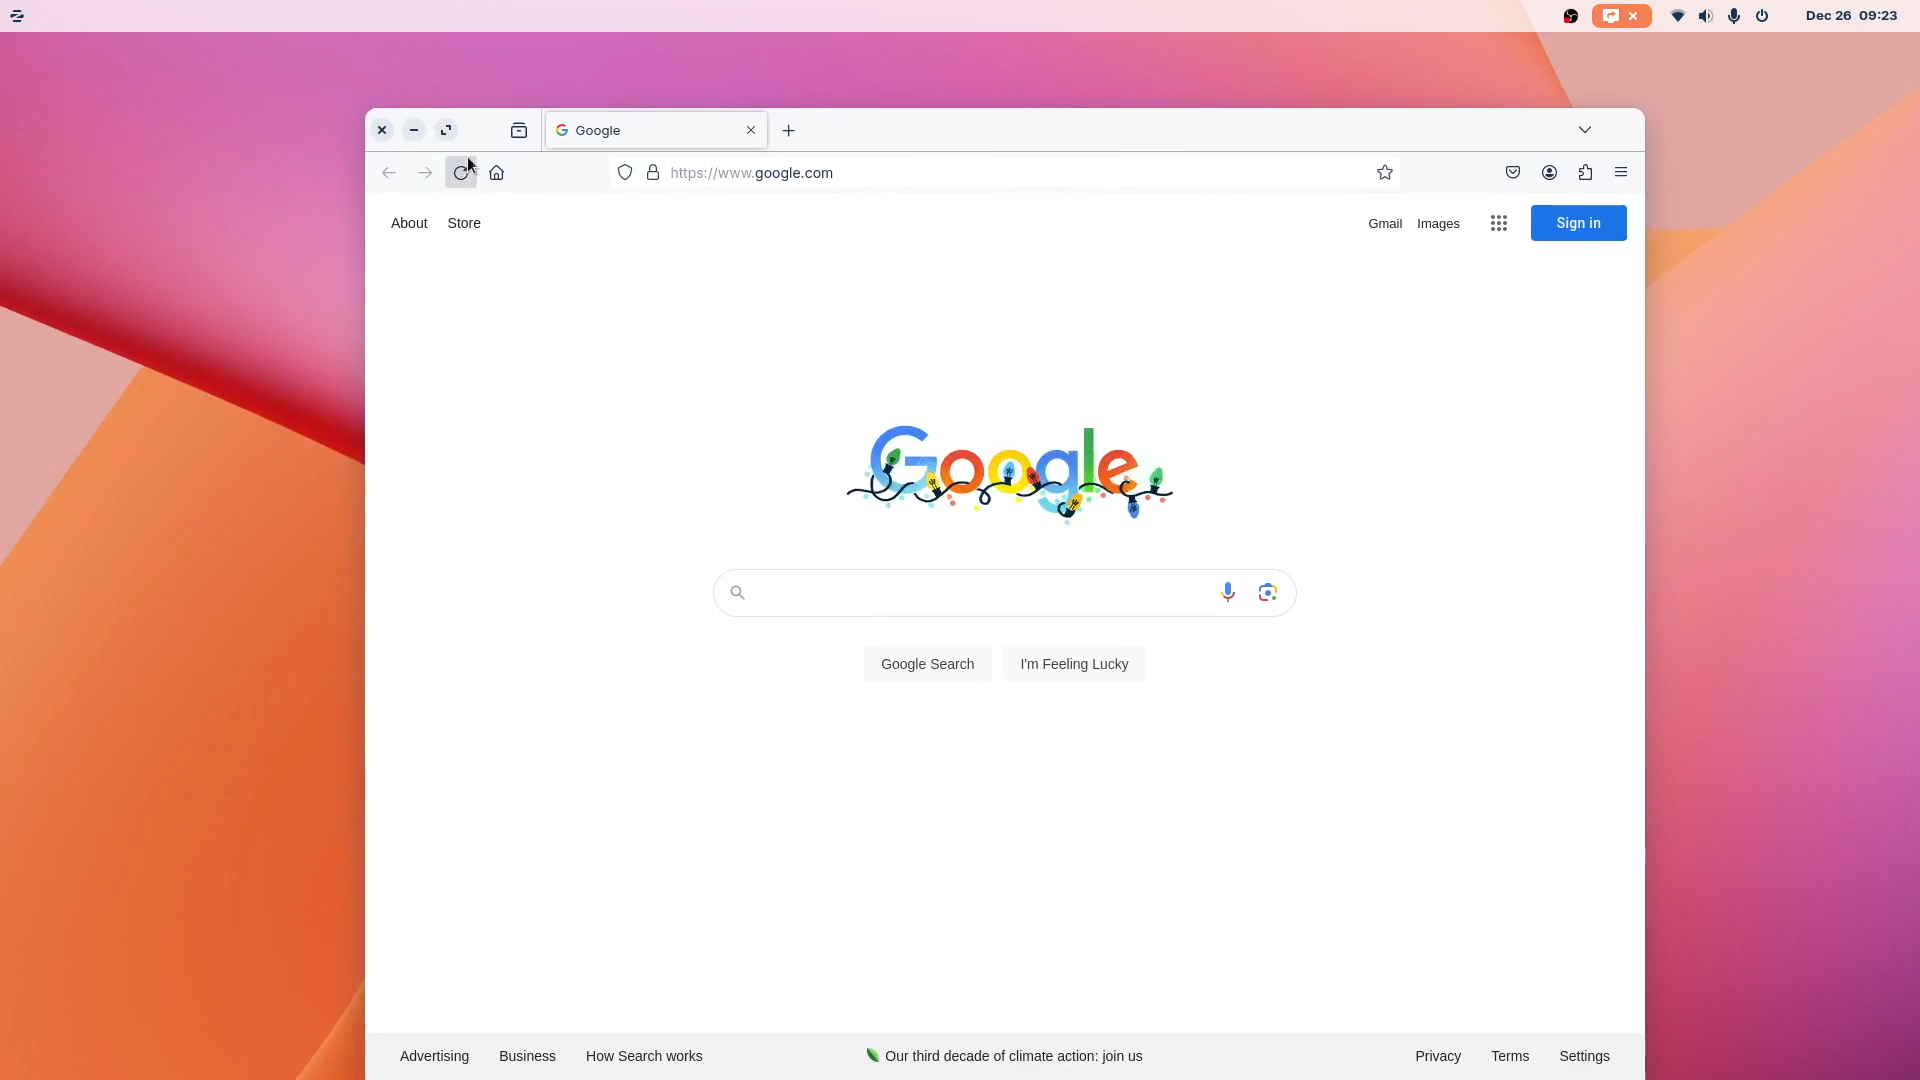 Dec 26 09:23
Google
https://www.google.com
About Store
Gmail Images Sign in
Google
Google Search I'm Feeling Lucky
Advertising Business How Search works Our third decade of climate action: join us Privacy Terms Settings